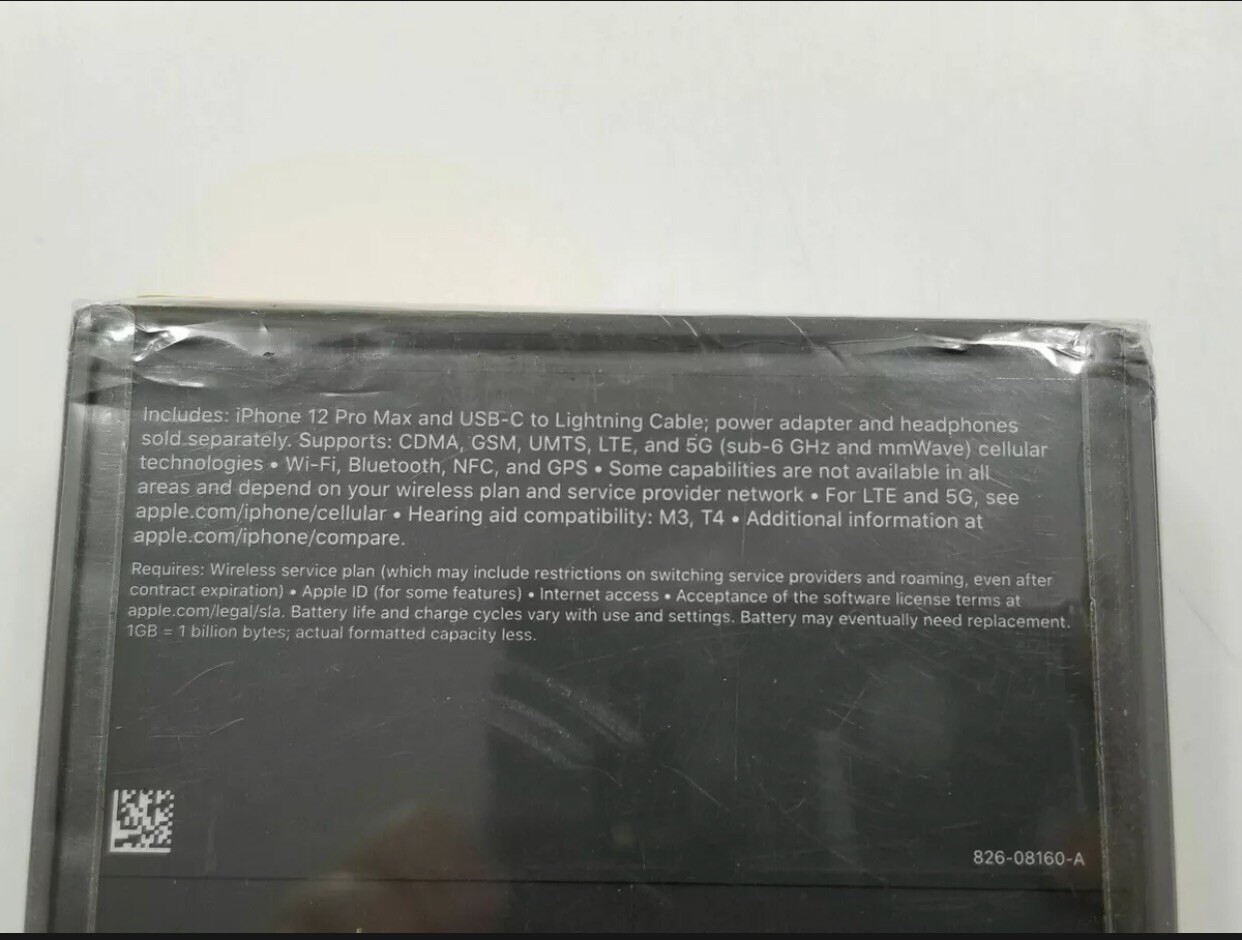 Includes: iPhone 12 Pro Max and USB-C to Lightning Cable; power adapter and headphones
sold separately. Supports: CDMA, GSM, UMTS, LTE, and 5G (sub-6 GHz and mmWave) cellular
technologies • Wi-Fi, Bluetooth, NFC, and GPS • Some capabilities are not available in all
areas and depend on your wireless plan and service provider network • For LTE and 5G, see
apple.com/iphone/cellular • Hearing aid compatibility: M3, T4 • Additional information at
apple.com/iphone/compare.
Requires: Wireless service plan (which may include restrictions on switching service providers and roaming, even after
contract expiration) • Apple ID (for some features) • Internet access • Acceptance of the software license terms at
apple.com/legal/sla. Battery life and charge cycles vary with use and settings. Battery may eventually need replacement.
1GB = 1 billion bytes; actual formatted capacity less.
826-08160-A